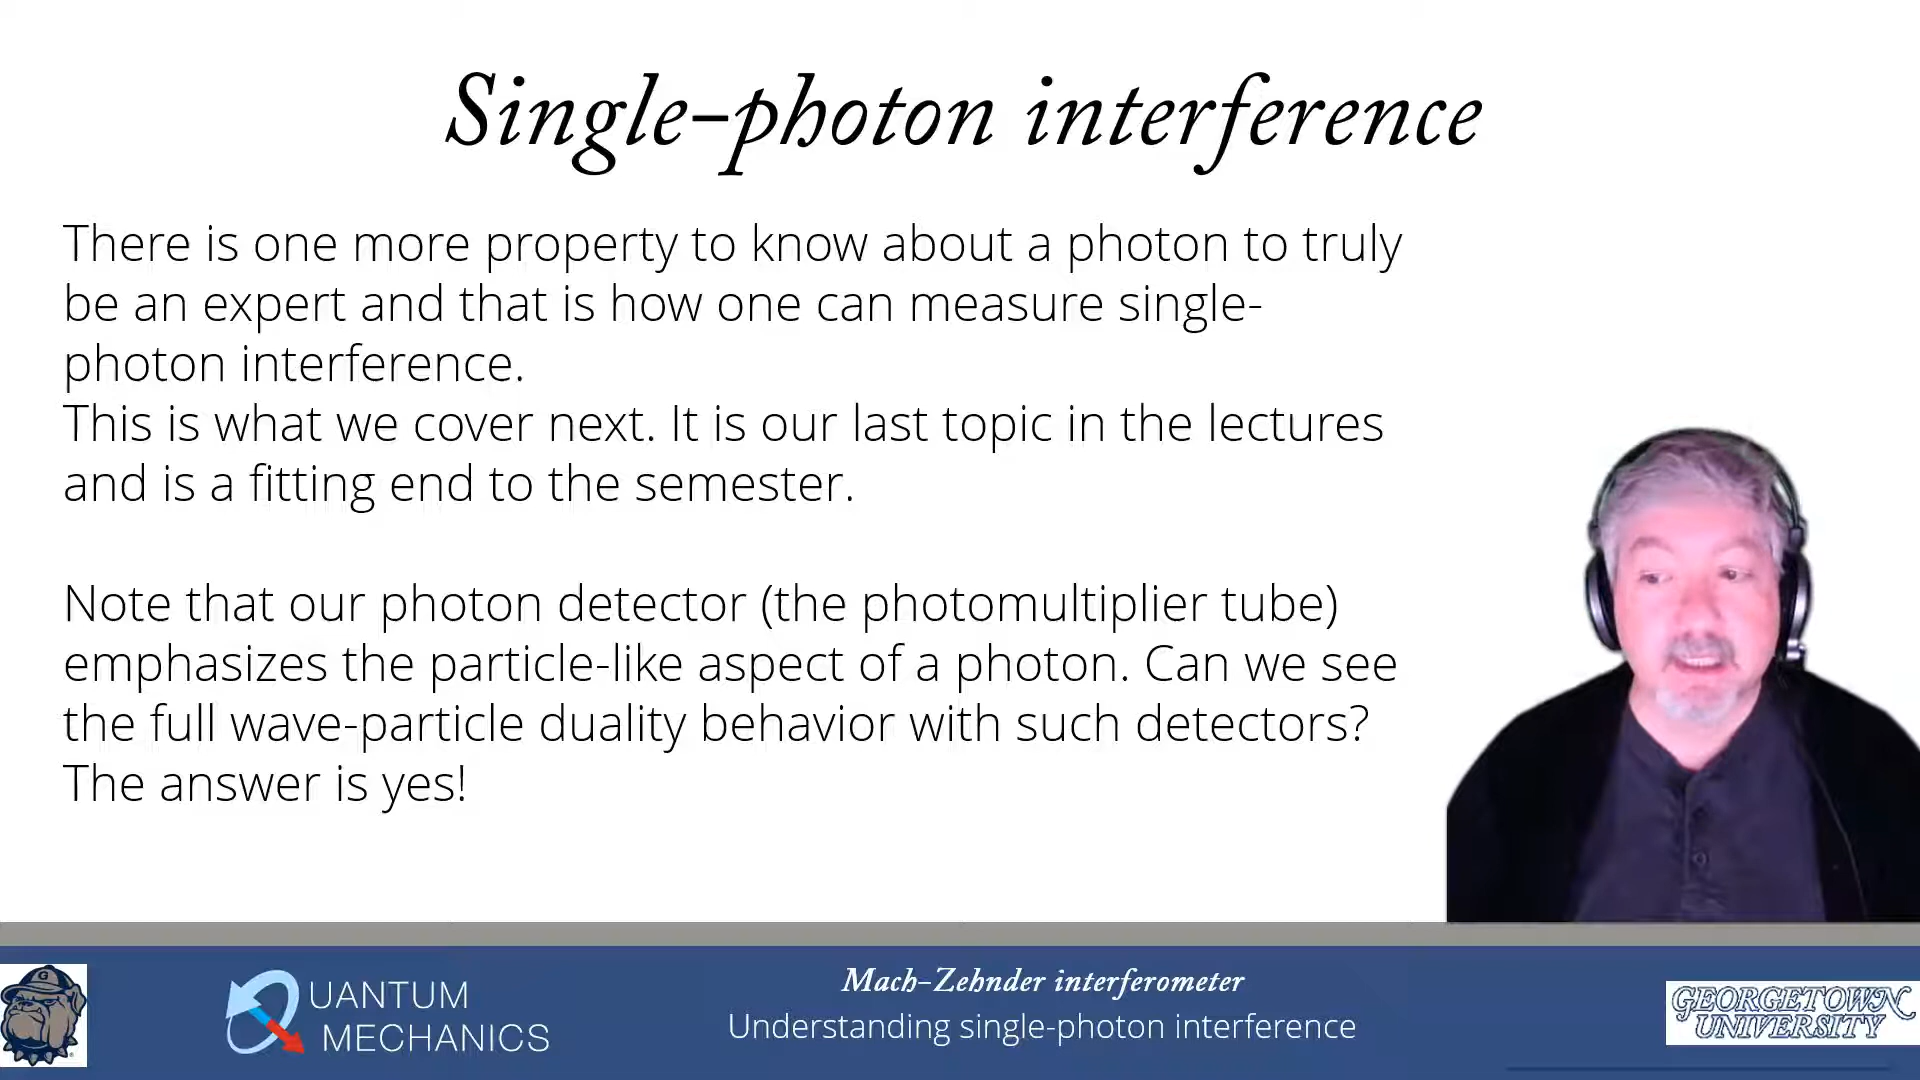 Single-photon interference
There is one more property to know about a photon to truly
be an expert and that is how one can measure single-
photon interference.
This is what we cover next. It is our last topic in the lectures
and is a fitting end to the semester.
Note that our photon detector (the photomultiplier tube)
emphasizes the particle-like aspect of a photon. Can we see
the full wave-particle duality behavior with such detectors?
The answer is yes!
G
QUANTUM
MECHANICS
Mach-Zehnder interferometer
Understanding single-photon interference
GEORGETOWN
UNIVERSITY